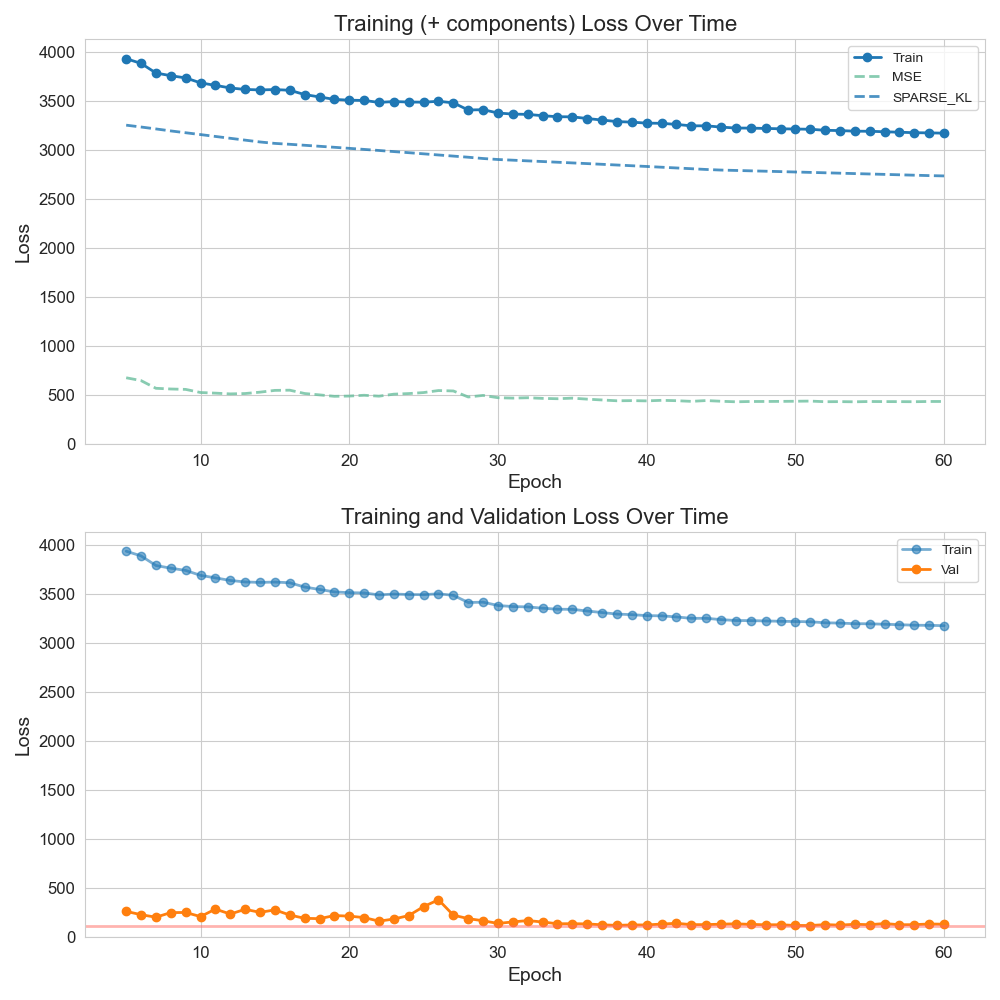 Training (+ components) Loss Over Time
4000
3500
3000
2500
2000
1500
1000
500
0
Loss
Train
MSE
SPARSE_KL
10 20 30 40 50 60
Epoch
Training and Validation Loss Over Time
4000
3500
3000
2500
2000
1500
1000
500
0
Loss
Train
Val
10 20 30 40 50 60
Epoch